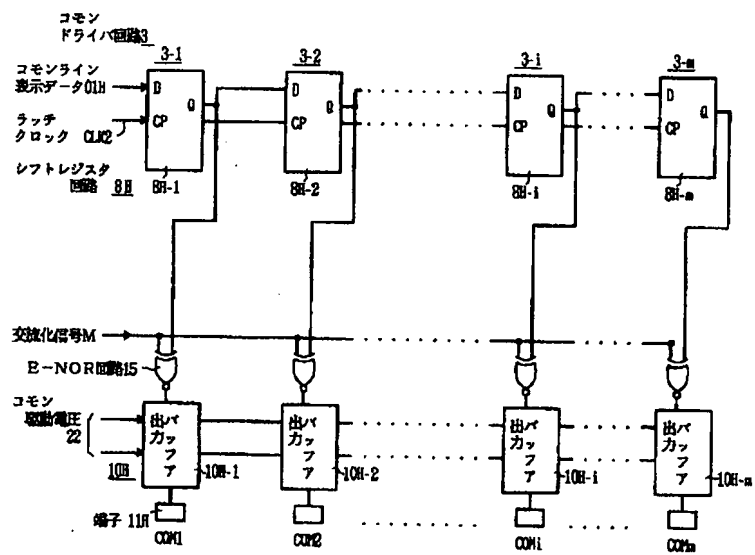 コモン
ドライバ回路3
3-1
3-2
3-i
3-m
コモンライン
表示データ01H
D
Q
D
Q
D
Q
D
Q
ラッチ
クロック CLK2
CP
CP
CP
CP
シフトレジスタ
回路 8H
8H-1
8H-2
8H-i
8H-m
交流化信号M
E-NOR回路15
コモン
駆動電圧
22
出力
バッファ
出力
バッファ
出力
バッファ
出力
バッファ
10H
10H-1
10H-2
10H-i
10H-m
端子 11H
COM1
COM2
COMi
COMm